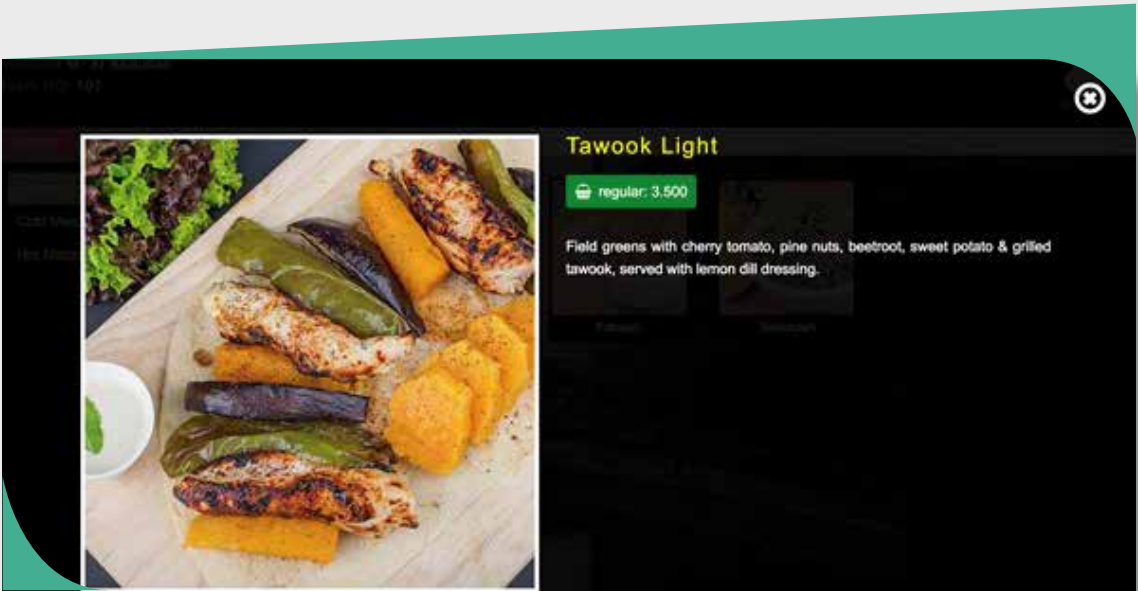 Tawook Light
regular: 3.500
Field greens with cherry tomato, pine nuts, beetroot, sweet potato & grilled
tawook, served with lemon dill dressing.